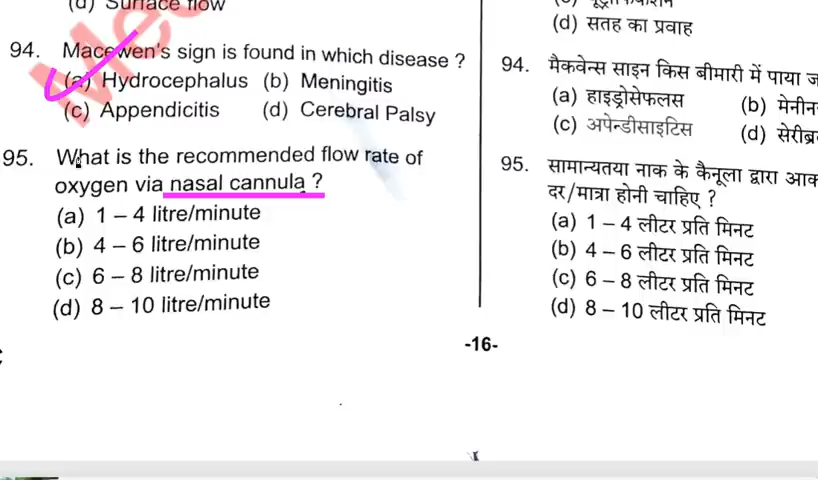 (d) Surface flow
94. Macewen's sign is found in which disease ?
(a) Hydrocephalus (b) Meningitis
(c) Appendicitis (d) Cerebral Palsy
95. What is the recommended flow rate of
oxygen via nasal cannula ?
(a) 1 – 4 litre/minute
(b) 4 – 6 litre/minute
(c) 6 – 8 litre/minute
(d) 8 – 10 litre/minute
(d) सतह का प्रवाह
94. मैकवेन्स साइन किस बीमारी में पाया
(a) हाइड्रोसेफलस (b)
(c) अपेन्डीसाइटिस (d)
95. सामान्यतया नाक के कैनूला द्वारा
दर/मात्रा होनी चाहिए ?
(a) 1 – 4 लीटर प्रति मिनट
(b) 4 – 6 लीटर प्रति मिनट
(c) 6 – 8 लीटर प्रति मिनट
(d) 8 – 10 लीटर प्रति मिनट
-16-